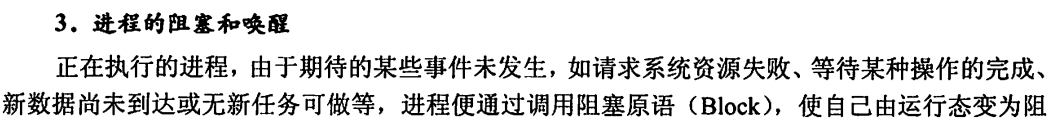 3. 进程的阻塞和唤醒
正在执行的进程，由于期待的某些事件未发生，如请求系统资源失败、等待某种操作的完成、
新数据尚未到达或无新任务可做等，进程便通过调用阻塞原语（Block），使自己由运行态变为阻